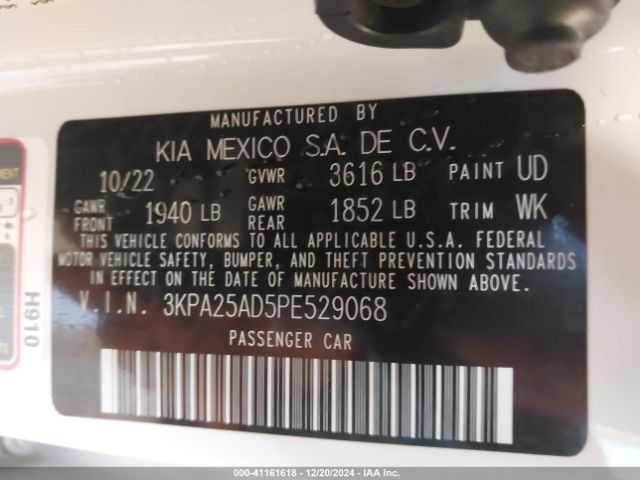 MANUFACTURED BY
KIA MEXICO S.A. DE C.V.
10/22 GVWR 3616 LB PAINT UD
GAWR FRONT 1940 LB GAWR REAR 1852 LB TRIM WK
THIS VEHICLE CONFORMS TO ALL APPLICABLE U.S.A. FEDERAL
MOTOR VEHICLE SAFETY, BUMPER, AND THEFT PREVENTION STANDARDS
IN EFFECT ON THE DATE OF MANUFACTURE SHOWN ABOVE.
V.I.N. 3KPA25AD5PE529068
PASSENGER CAR
H910
000-41161618 - 12/20/2024 - IAA Inc.